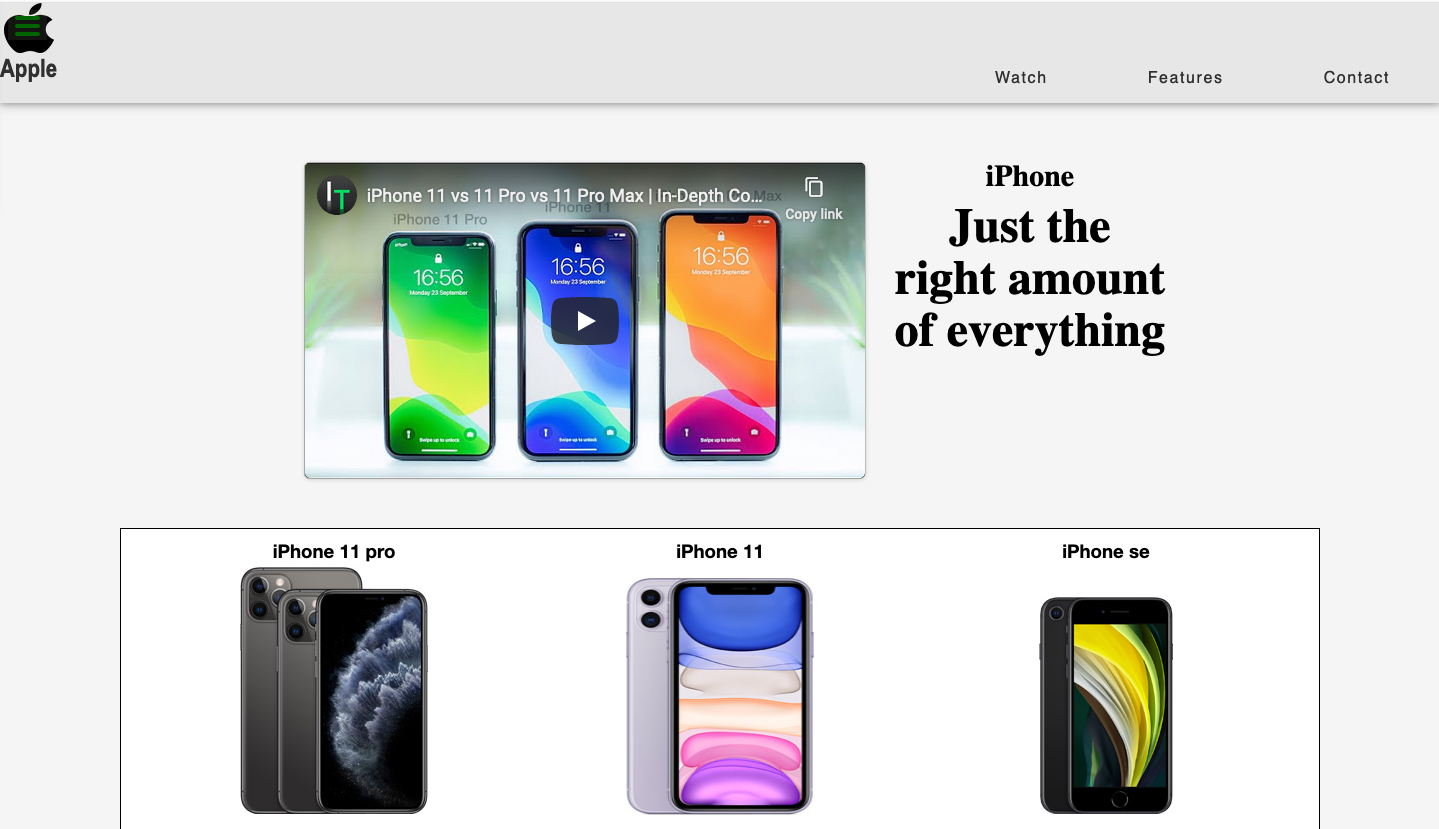 Apple
Watch Features Contact
iPhone 11 vs 11 Pro vs 11 Pro Max | In-Depth Co...
Copy link
iPhone 11 Pro
iPhone 11
Max
16:56
Monday 23 September
Swipe up to unlock
16:56
Monday 23 September
Swipe up to unlock
16:56
Monday 23 September
Swipe up to unlock
iPhone
Just the
right amount
of everything
iPhone 11 pro
iPhone 11
iPhone se